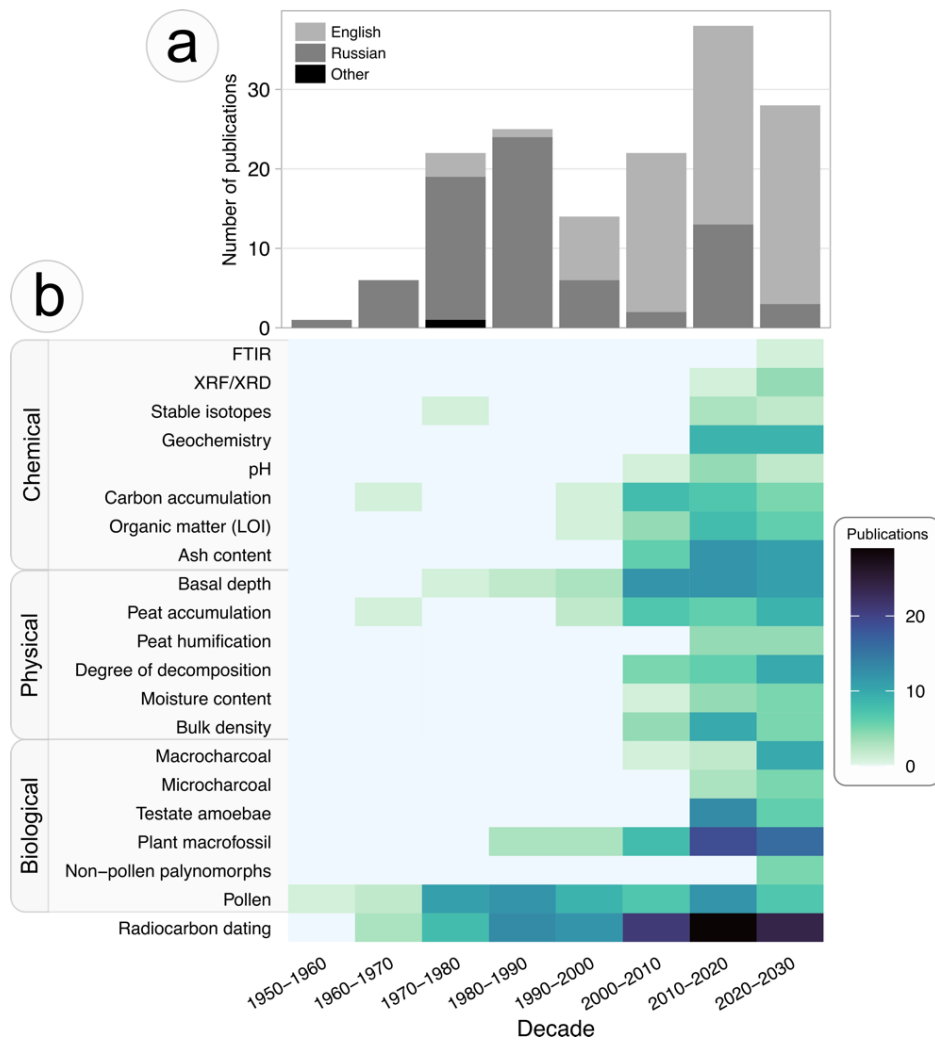 a
English
Russian
Other
Number of publications
30
20
10
0
b
Chemical
FTIR
XRF/XRD
Stable isotopes
Geochemistry
pH
Carbon accumulation
Organic matter (LOI)
Ash content
Physical
Basal depth
Peat accumulation
Peat humification
Degree of decomposition
Moisture content
Bulk density
Biological
Macrocharcoal
Microcharcoal
Testate amoebae
Plant macrofossil
Non−pollen palynomorphs
Pollen
Radiocarbon dating
Publications
20
10
0
1950−1960
1960−1970
1970−1980
1980−1990
1990−2000
2000−2010
2010−2020
2020−2030
Decade